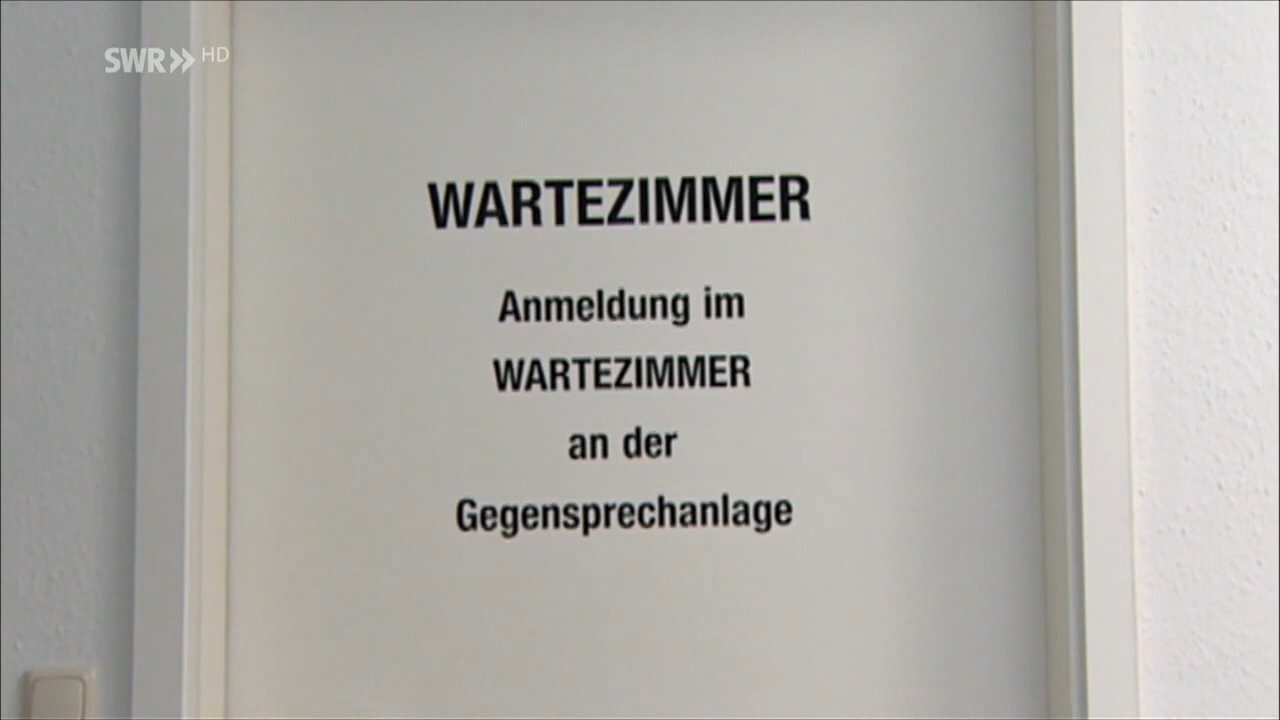 SWR HD
WARTEZIMMER
Anmeldung im
WARTEZIMMER
an der
Gegensprechanlage